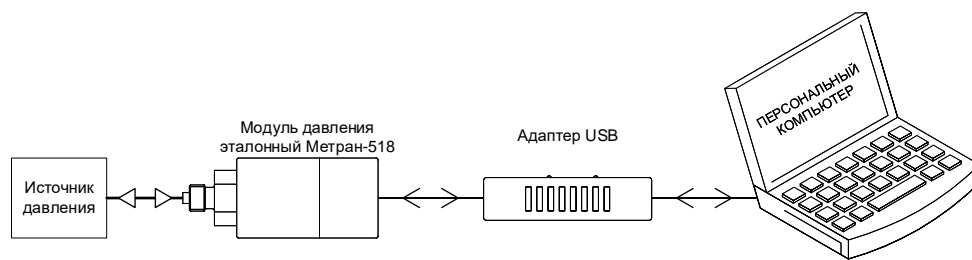 Источник
давления
Модуль давления
эталонный Метран-518
Адаптер USB
ПЕРСОНАЛЬНЫЙ
КОМПЬЮТЕР